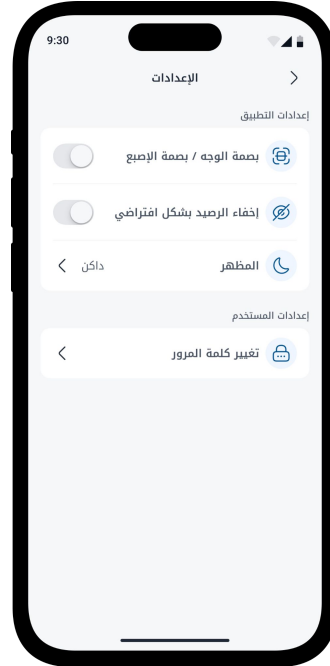 9:30
الإعدادات
إعدادات التطبيق
بصمة الوجه / بصمة الإصبع
إخفاء الرصيد بشكل افتراضي
المظهر داكن
إعدادات المستخدم
تغيير كلمة المرور